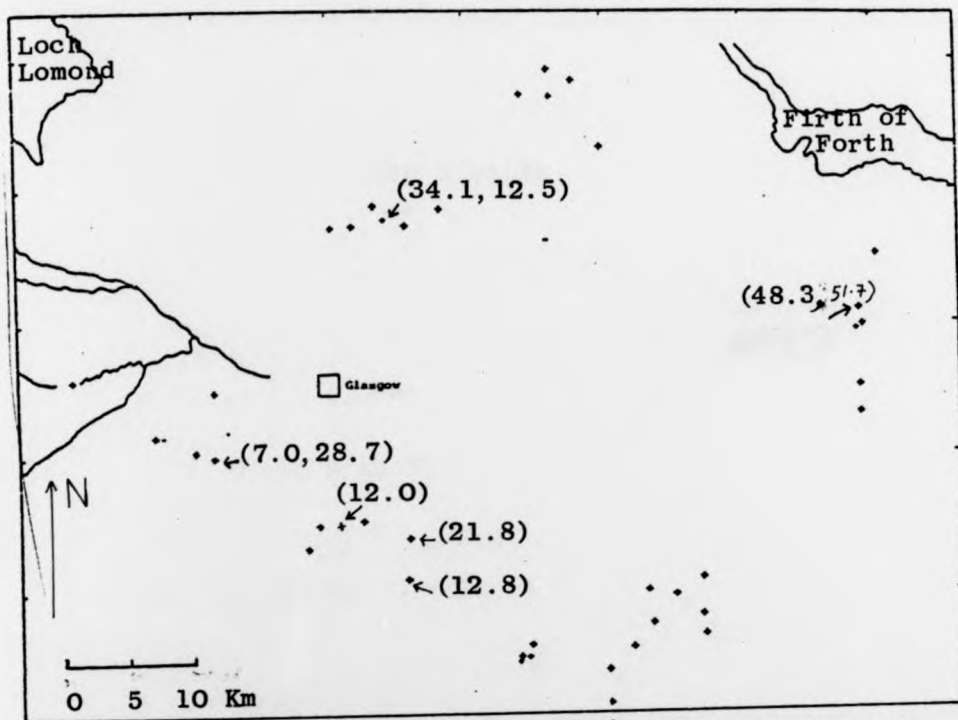 Loch
Lomond
Firth of
Forth
(34.1, 12.5)
(48.3, 51.7)
Glasgow
(7.0, 28.7)
N
(12.0)
(21.8)
(12.8)
0 5 10 Km